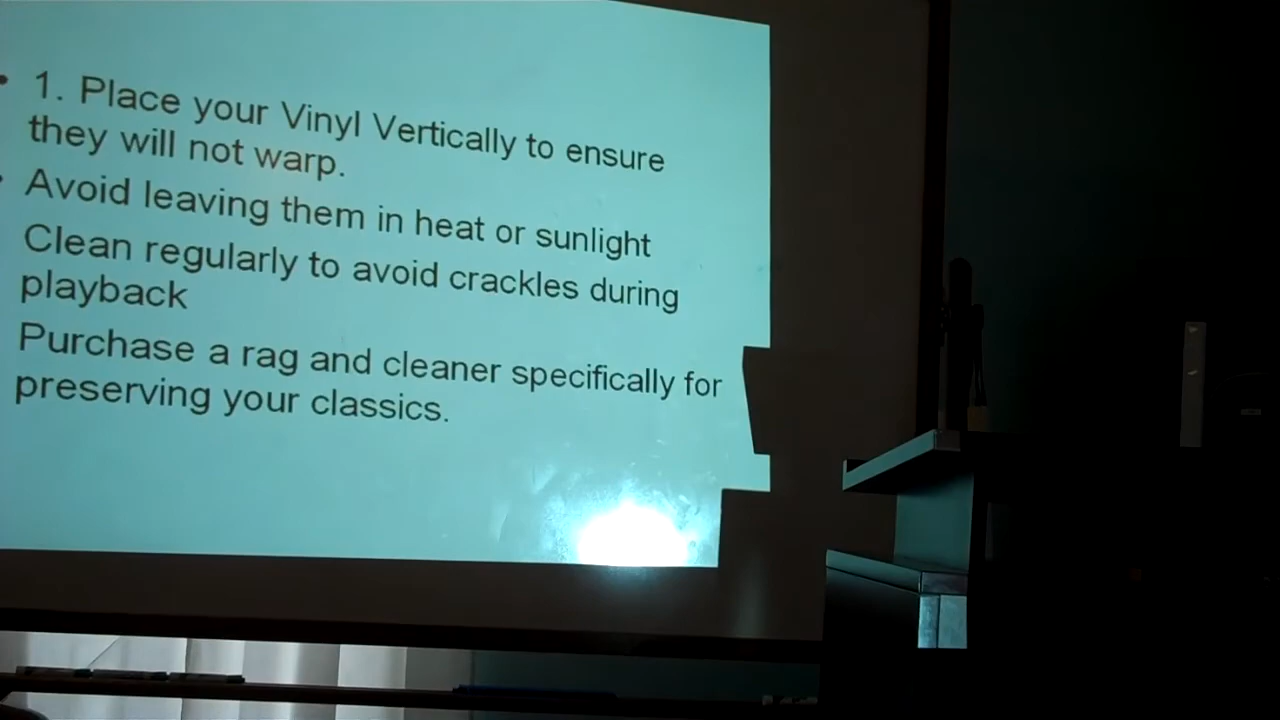 • 1. Place your Vinyl Vertically to ensure
they will not warp.
• Avoid leaving them in heat or sunlight
Clean regularly to avoid crackles during
playback
Purchase a rag and cleaner specifically for
preserving your classics.